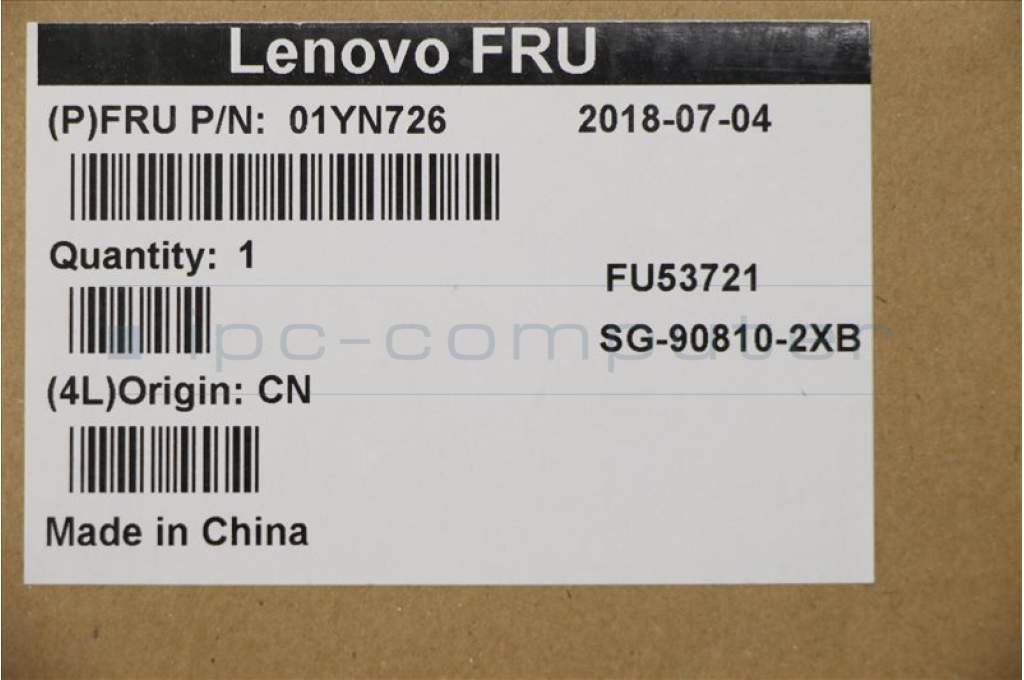 Lenovo FRU
(P)FRU P/N: 01YN726 2018-07-04
Quantity: 1
FU53721
ipc-computer
SG-90810-2XB
(4L)Origin: CN
Made in China